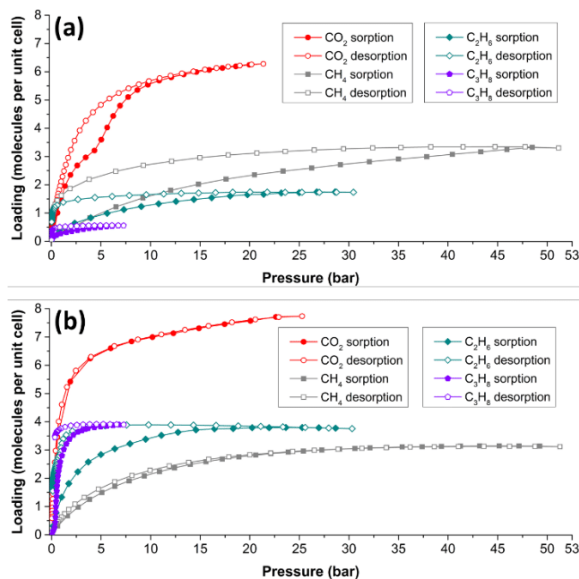 (a)
CO2 sorption
CO2 desorption
CH4 sorption
CH4 desorption
C2H6 sorption
C2H6 desorption
C3H8 sorption
C3H8 desorption
Loading (molecules per unit cell)
8
7
6
5
4
3
2
1
0
0 5 10 15 20 25 30 35 40 45 50 53
Pressure (bar)
(b)
CO2 sorption
CO2 desorption
CH4 sorption
CH4 desorption
C2H6 sorption
C2H6 desorption
C3H8 sorption
C3H8 desorption
Loading (molecules per unit cell)
8
7
6
5
4
3
2
1
0
0 5 10 15 20 25 30 35 40 45 50 53
Pressure (bar)